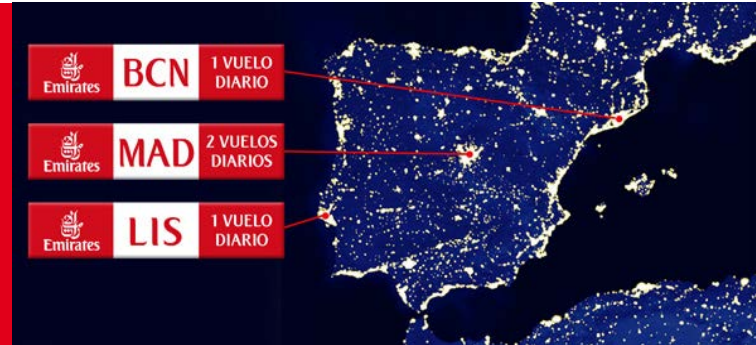 Emirates
BCN
1 VUELO
DIARIO
Emirates
MAD
2 VUELOS
DIARIOS
Emirates
LIS
1 VUELO
DIARIO